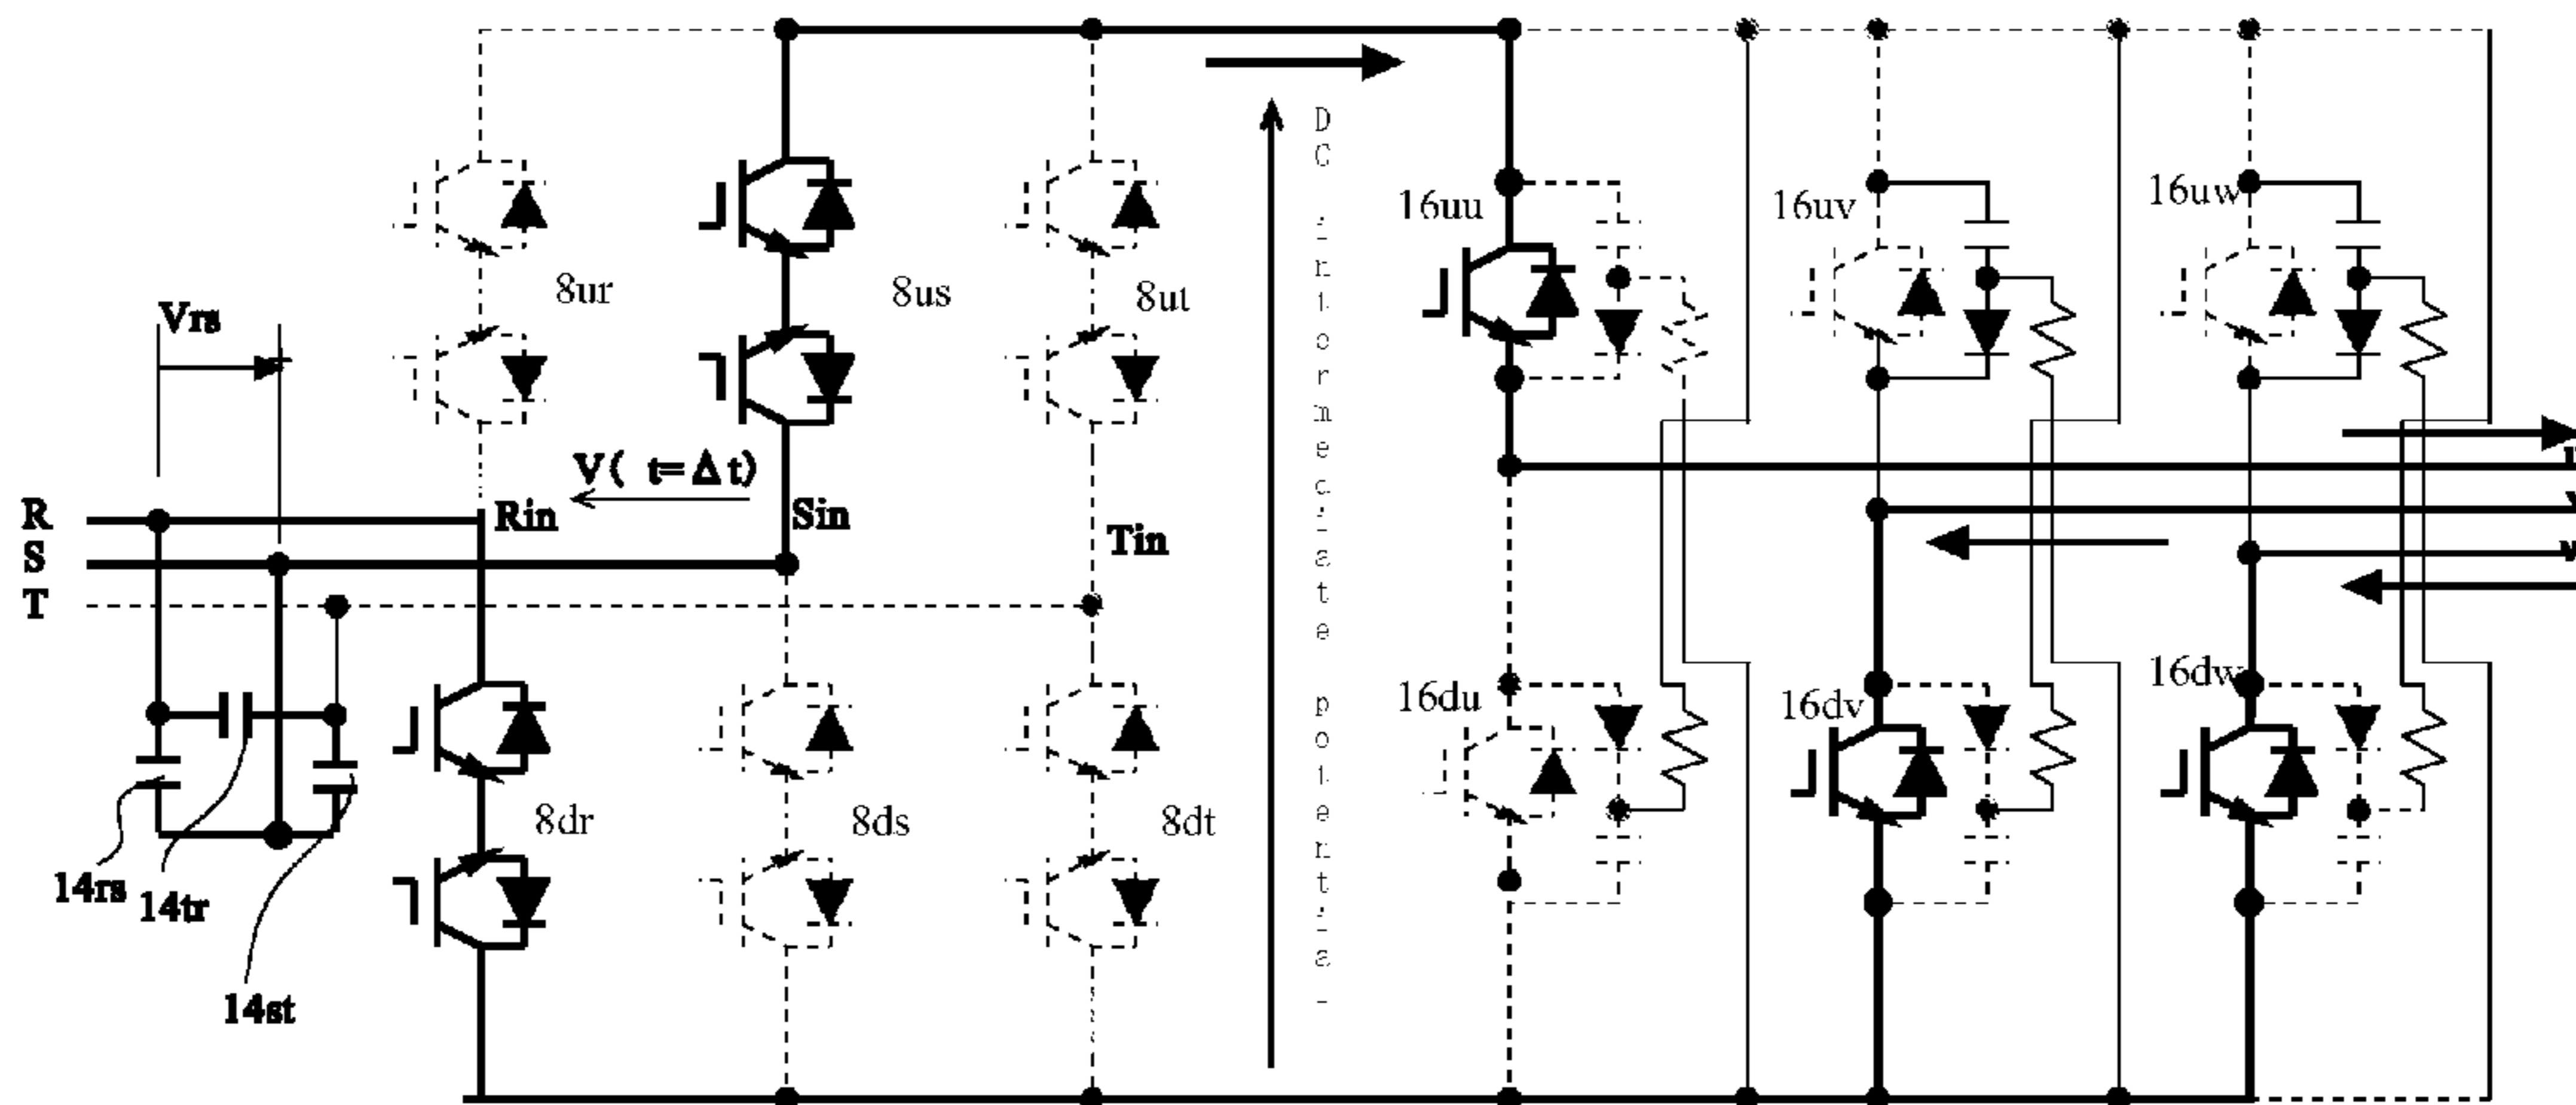 16uu
16uv
16uw
8ur
8us
8ut
Vrs
V( t=Δt)
R
Rin
Sin
S
Tin
T
DC intermediate potential
16du
16dv
16dw
8dr
8ds
8dt
14rs
14tr
14st